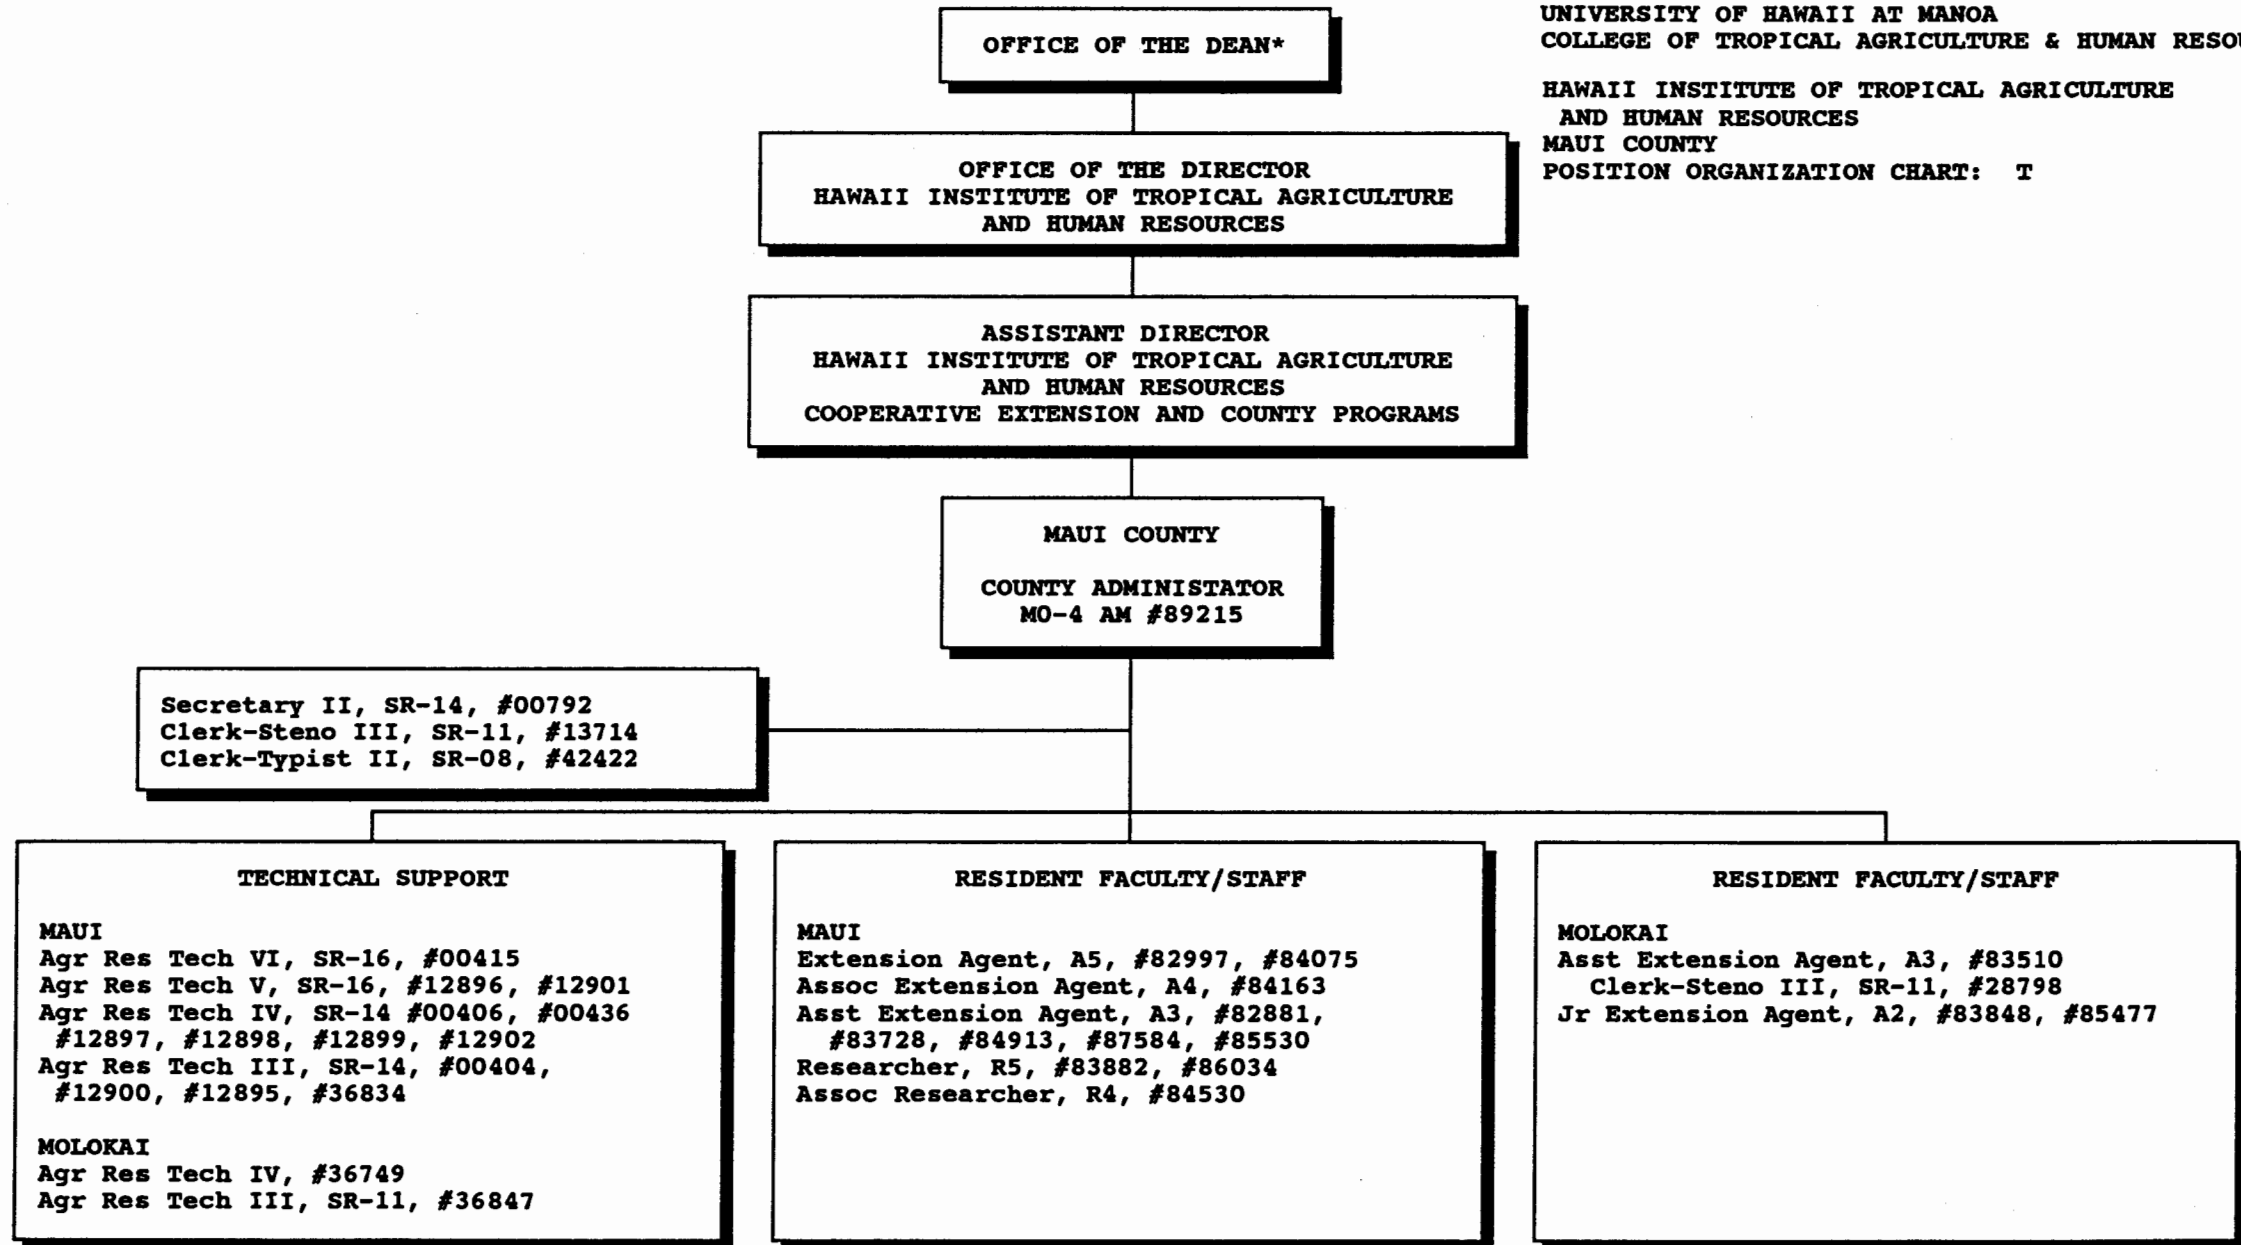 OFFICE OF THE DEAN*
UNIVERSITY OF HAWAII AT MANOA
COLLEGE OF TROPICAL AGRICULTURE & HUMAN RESOU
HAWAII INSTITUTE OF TROPICAL AGRICULTURE
AND HUMAN RESOURCES
MAUI COUNTY
POSITION ORGANIZATION CHART: T
OFFICE OF THE DIRECTOR
HAWAII INSTITUTE OF TROPICAL AGRICULTURE
AND HUMAN RESOURCES
ASSISTANT DIRECTOR
HAWAII INSTITUTE OF TROPICAL AGRICULTURE
AND HUMAN RESOURCES
COOPERATIVE EXTENSION AND COUNTY PROGRAMS
MAUI COUNTY
COUNTY ADMINISTATOR
MO-4 AM #89215
Secretary II, SR-14, #00792
Clerk-Steno III, SR-11, #13714
Clerk-Typist II, SR-08, #42422
TECHNICAL SUPPORT
MAUI
Agr Res Tech VI, SR-16, #00415
Agr Res Tech V, SR-16, #12896, #12901
Agr Res Tech IV, SR-14 #00406, #00436
#12897, #12898, #12899, #12902
Agr Res Tech III, SR-14, #00404,
#12900, #12895, #36834
MOLOKAI
Agr Res Tech IV, #36749
Agr Res Tech III, SR-11, #36847
RESIDENT FACULTY/STAFF
MAUI
Extension Agent, A5, #82997, #84075
Assoc Extension Agent, A4, #84163
Asst Extension Agent, A3, #82881,
#83728, #84913, #87584, #85530
Researcher, R5, #83882, #86034
Assoc Researcher, R4, #84530
RESIDENT FACULTY/STAFF
MOLOKAI
Asst Extension Agent, A3, #83510
Clerk-Steno III, SR-11, #28798
Jr Extension Agent, A2, #83848, #85477